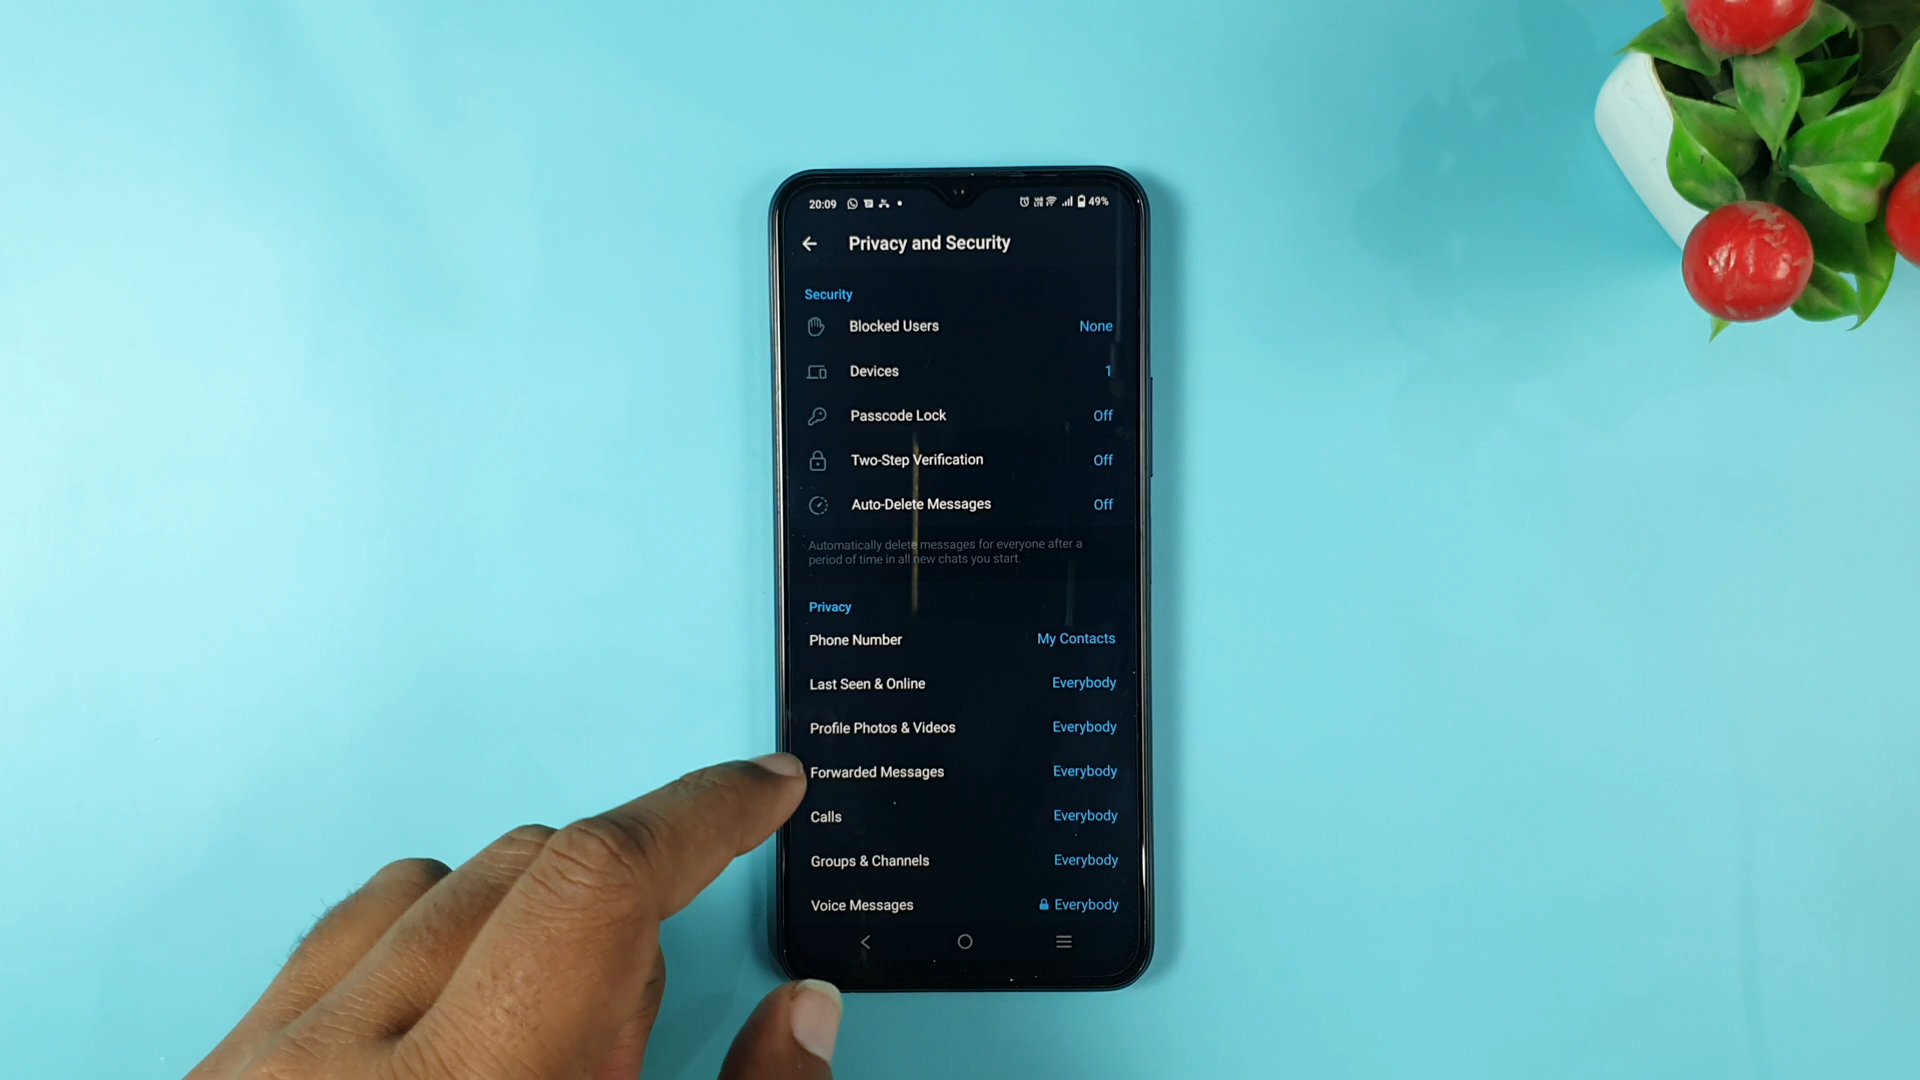 20:09
49%
Privacy and Security
Security
Blocked Users None
Devices 1
Passcode Lock Off
Two-Step Verification Off
Auto-Delete Messages Off
Automatically delete messages for everyone after a
period of time in all new chats you start.
Privacy
Phone Number My Contacts
Last Seen & Online Everybody
Profile Photos & Videos Everybody
Forwarded Messages Everybody
Calls Everybody
Groups & Channels Everybody
Voice Messages Everybody